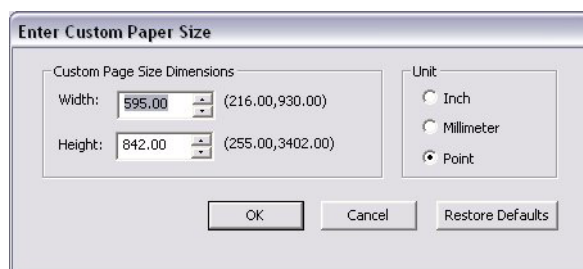 Enter Custom Paper Size
Custom Page Size Dimensions
Width: 595.00 (216.00,930.00)
Height: 842.00 (255.00,3402.00)
Unit
Inch
Millimeter
Point
OK Cancel Restore Defaults